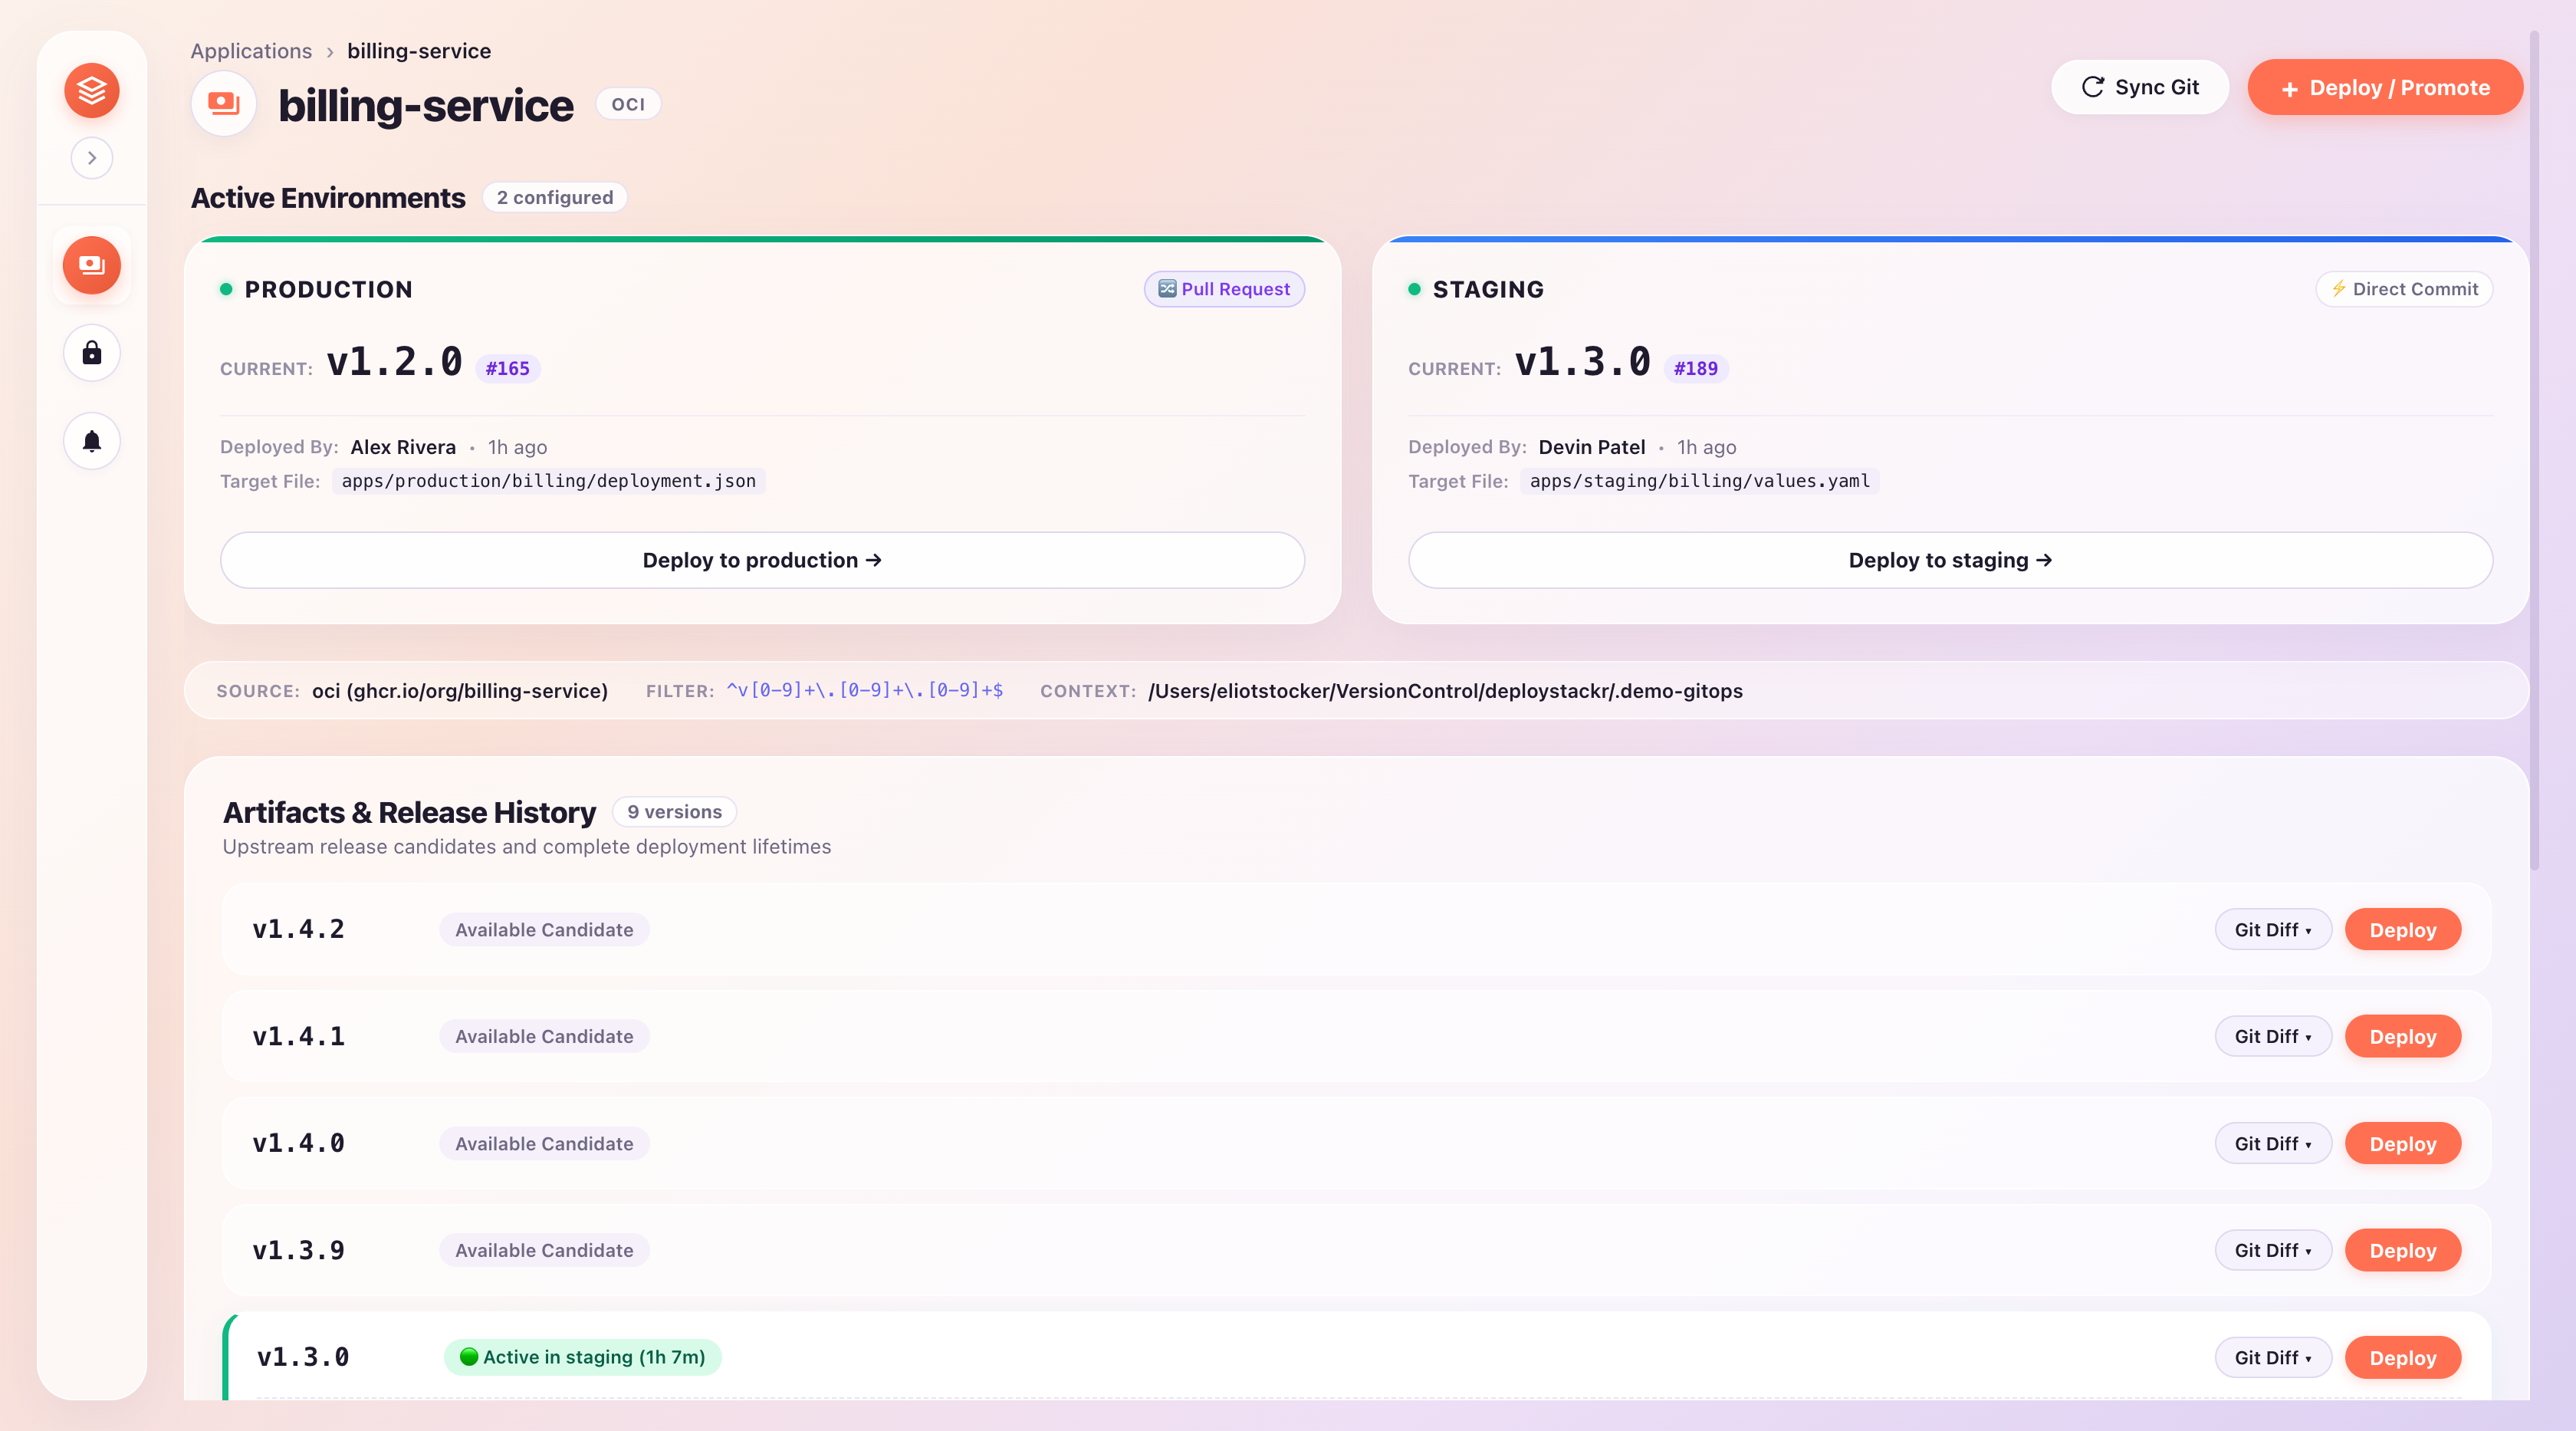 Applications › billing-service
billing-service OCI
Sync Git
+ Deploy / Promote
Active Environments 2 configured
PRODUCTION
🔀 Pull Request
CURRENT: v1.2.0 #165
Deployed By: Alex Rivera • 1h ago
Target File: apps/production/billing/deployment.json
Deploy to production →
STAGING
⚡ Direct Commit
CURRENT: v1.3.0 #189
Deployed By: Devin Patel • 1h ago
Target File: apps/staging/billing/values.yaml
Deploy to staging →
SOURCE: oci (ghcr.io/org/billing-service) FILTER: ^v[0-9]+\.[0-9]+\.[0-9]+$ CONTEXT: /Users/eliotstocker/VersionControl/deploystackr/.demo-gitops
Artifacts & Release History 9 versions
Upstream release candidates and complete deployment lifetimes
v1.4.2 Available Candidate Git Diff ▾ Deploy
v1.4.1 Available Candidate Git Diff ▾ Deploy
v1.4.0 Available Candidate Git Diff ▾ Deploy
v1.3.9 Available Candidate Git Diff ▾ Deploy
v1.3.0 🟢 Active in staging (1h 7m) Git Diff ▾ Deploy